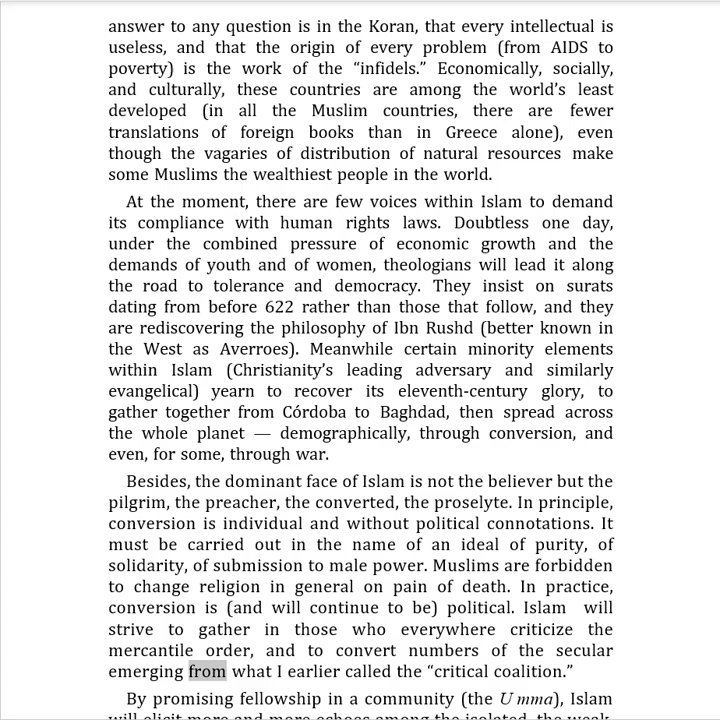 answer to any question is in the Koran, that every intellectual is
useless, and that the origin of every problem (from AIDS to
poverty) is the work of the “infidels.” Economically, socially,
and culturally, these countries are among the world’s least
developed (in all the Muslim countries, there are fewer
translations of foreign books than in Greece alone), even
though the vagaries of distribution of natural resources make
some Muslims the wealthiest people in the world.
At the moment, there are few voices within Islam to demand
its compliance with human rights laws. Doubtless one day,
under the combined pressure of economic growth and the
demands of youth and of women, theologians will lead it along
the road to tolerance and democracy. They insist on surats
dating from before 622 rather than those that follow, and they
are rediscovering the philosophy of Ibn Rushd (better known in
the West as Averroes). Meanwhile certain minority elements
within Islam (Christianity’s leading adversary and similarly
evangelical) yearn to recover its eleventh-century glory, to
gather together from Córdoba to Baghdad, then spread across
the whole planet — demographically, through conversion, and
even, for some, through war.
Besides, the dominant face of Islam is not the believer but the
pilgrim, the preacher, the converted, the proselyte. In principle,
conversion is individual and without political connotations. It
must be carried out in the name of an ideal of purity, of
solidarity, of submission to male power. Muslims are forbidden
to change religion in general on pain of death. In practice,
conversion is (and will continue to be) political. Islam will
strive to gather in those who everywhere criticize the
mercantile order, and to convert numbers of the secular
emerging from what I earlier called the “critical coalition.”
By promising fellowship in a community (the Umma), Islam
will elicit more and more echoes among the isolated, the weak